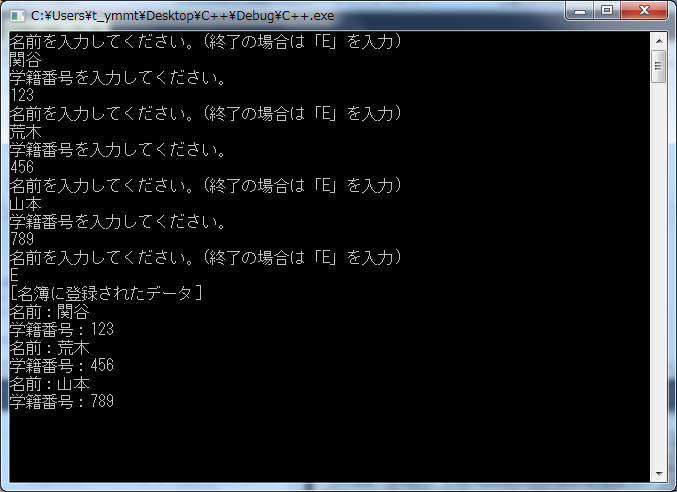 C:¥Users¥t_ymmt¥Desktop¥C++¥Debug¥C++.exe
名前を入力してください。(終了の場合は「E」を入力)
関谷
学籍番号を入力してください。
123
名前を入力してください。(終了の場合は「E」を入力)
荒木
学籍番号を入力してください。
456
名前を入力してください。(終了の場合は「E」を入力)
山本
学籍番号を入力してください。
789
名前を入力してください。(終了の場合は「E」を入力)
E
[名簿に登録されたデータ]
名前：関谷
学籍番号：123
名前：荒木
学籍番号：456
名前：山本
学籍番号：789